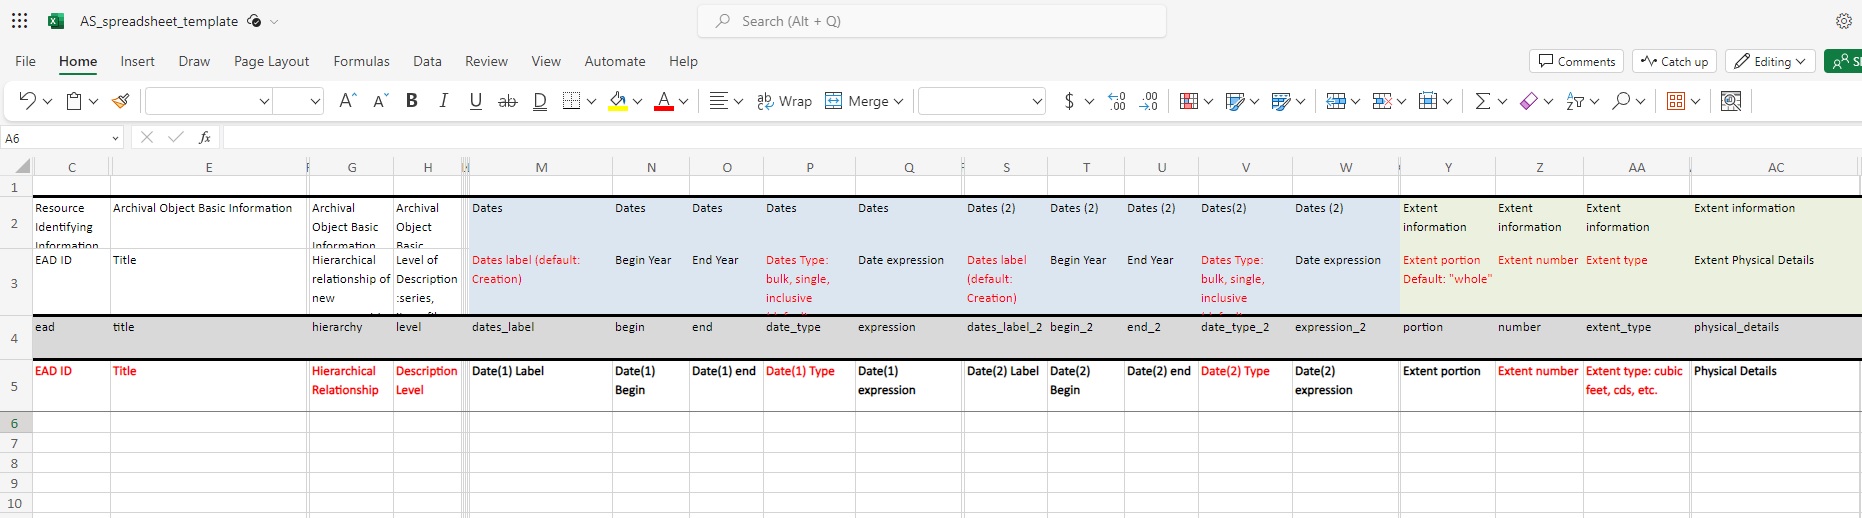 AS_spreadsheet_template
Search (Alt + Q)
File Home Insert Draw Page Layout Formulas Data Review View Automate Help
Comments Catch up Editing
B I U ab D ab Wrap Merge $ .00 .00
A6 fx
C E G H M N O P Q S T U V W Y Z AA AC
1
2
Resource Identifying Information
Archival Object Basic Information
Archival Object Basic Information
Archival Object Basic
Dates Dates Dates Dates Dates
Dates (2) Dates (2) Dates (2) Dates(2) Dates (2)
Extent information
Extent information
Extent information
Extent information
3
EAD ID
Title
Hierarchical relationship of new
Level of Description :series,
Dates label (default: Creation)
Begin Year
End Year
Dates Type: bulk, single, inclusive
Date expression
Dates label (default: Creation)
Begin Year
End Year
Dates Type: bulk, single, inclusive
Date expression
Extent portion Default: "whole"
Extent number
Extent type
Extent Physical Details
4
ead title hierarchy level dates_label begin end date_type expression dates_label_2 begin_2 end_2 date_type_2 expression_2 portion number extent_type physical_details
5
EAD ID
Title
Hierarchical Relationship
Description Level
Date(1) Label
Date(1) Begin
Date(1) end
Date(1) Type
Date(1) expression
Date(2) Label
Date(2) Begin
Date(2) end
Date(2) Type
Date(2) expression
Extent portion
Extent number
Extent type: cubic feet, cds, etc.
Physical Details
6
7
8
9
10